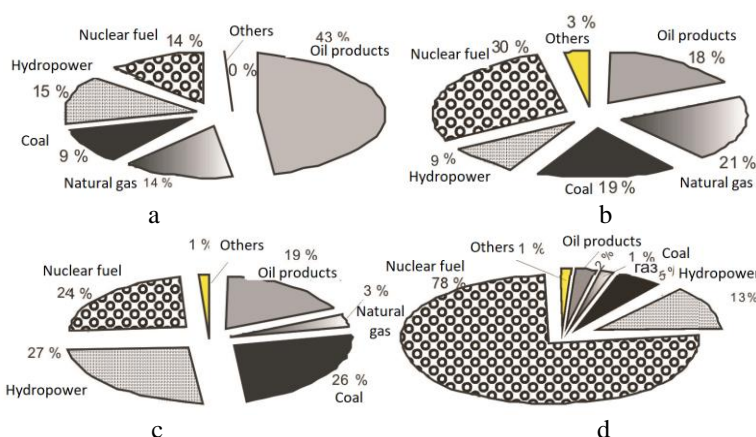 Nuclear fuel
14 %
Others
0 %
43 %
Oil products
Hydropower
15 %
Coal
9 %
Natural gas 14 %
a
Nuclear fuel
30 %
3 %
Others
Oil products
18 %
21 %
Natural gas
Coal 19 %
9 %
Hydropower
b
1 %
Others
19 %
Oil products
Nuclear fuel
24 %
3 %
Natural
gas
27 %
Hydropower
26 %
Coal
c
Others 1 %
Oil products
2%
1 %
газ
Coal
5%
Hydropower
13%
Nuclear fuel
78 %
d